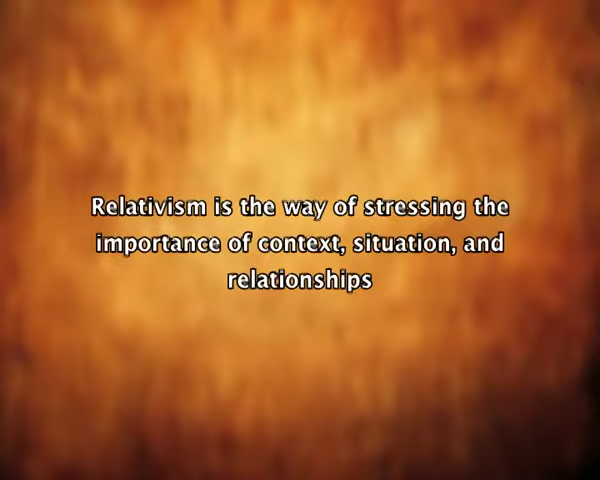 Relativism is the way of stressing the
importance of context, situation, and
relationships